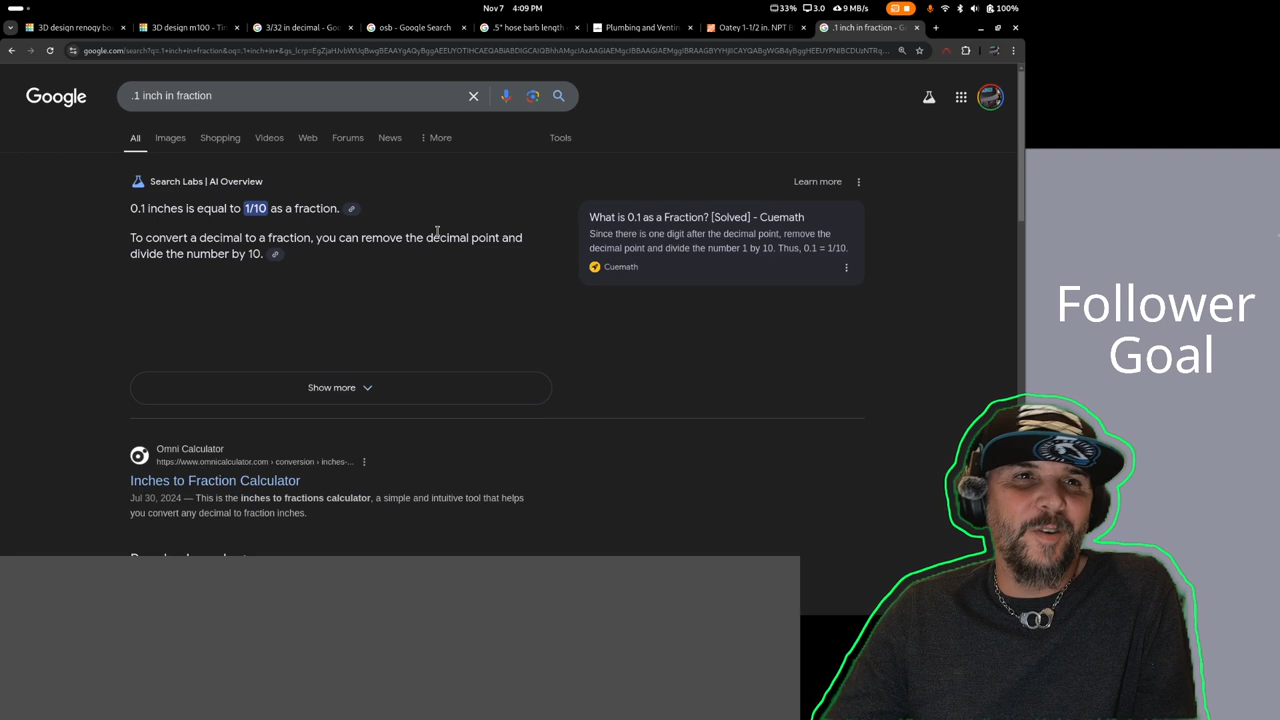 Nov 7 4:09 PM
33% 3.0 9 MB/s 100%
3D design renogy bo
3D design m100 - Ti
3/32 in decimal - Goo
osb - Google Search
.5" hose barb length
Plumbing and Ventin
Oatey 1-1/2 in. NPT B
.1 inch in fraction - G
Google
.1 inch in fraction
All Images Shopping Videos Web Forums News More Tools
Search Labs | AI Overview
Learn more
0.1 inches is equal to 1/10 as a fraction.
To convert a decimal to a fraction, you can remove the decimal point and
divide the number by 10.
What is 0.1 as a Fraction? [Solved] - Cuemath
Since there is one digit after the decimal point, remove the
decimal point and divide the number 1 by 10. Thus, 0.1 = 1/10.
Cuemath
Show more
Omni Calculator
https://www.omnicalculator.com › conversion › inches-...
Inches to Fraction Calculator
Jul 30, 2024 — This is the inches to fractions calculator, a simple and intuitive tool that helps
you convert any decimal to fraction inches.
Follower
Goal